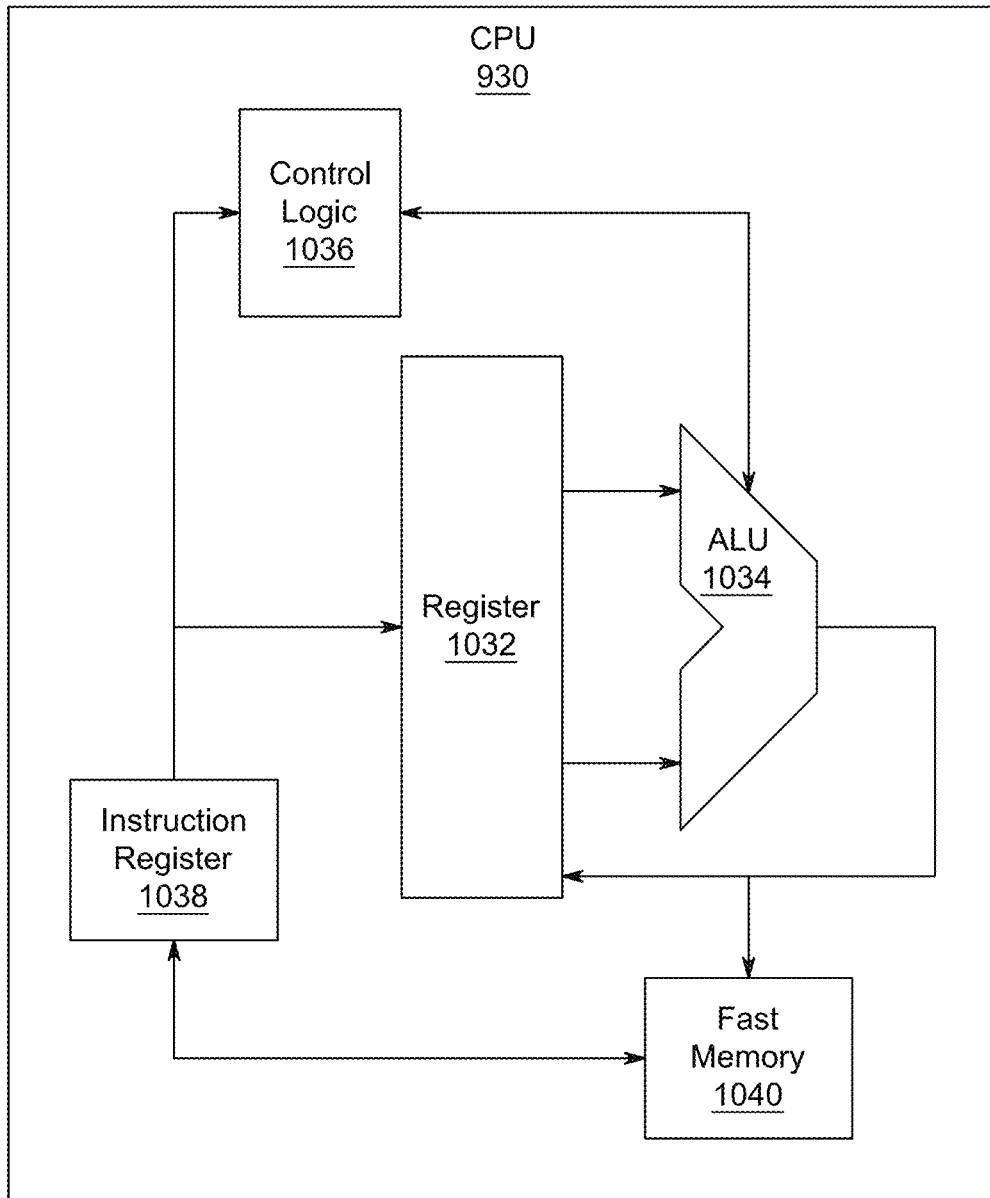 CPU
930
Control
Logic
1036
ALU
1034
Register
1032
Instruction
Register
1038
Fast
Memory
1040